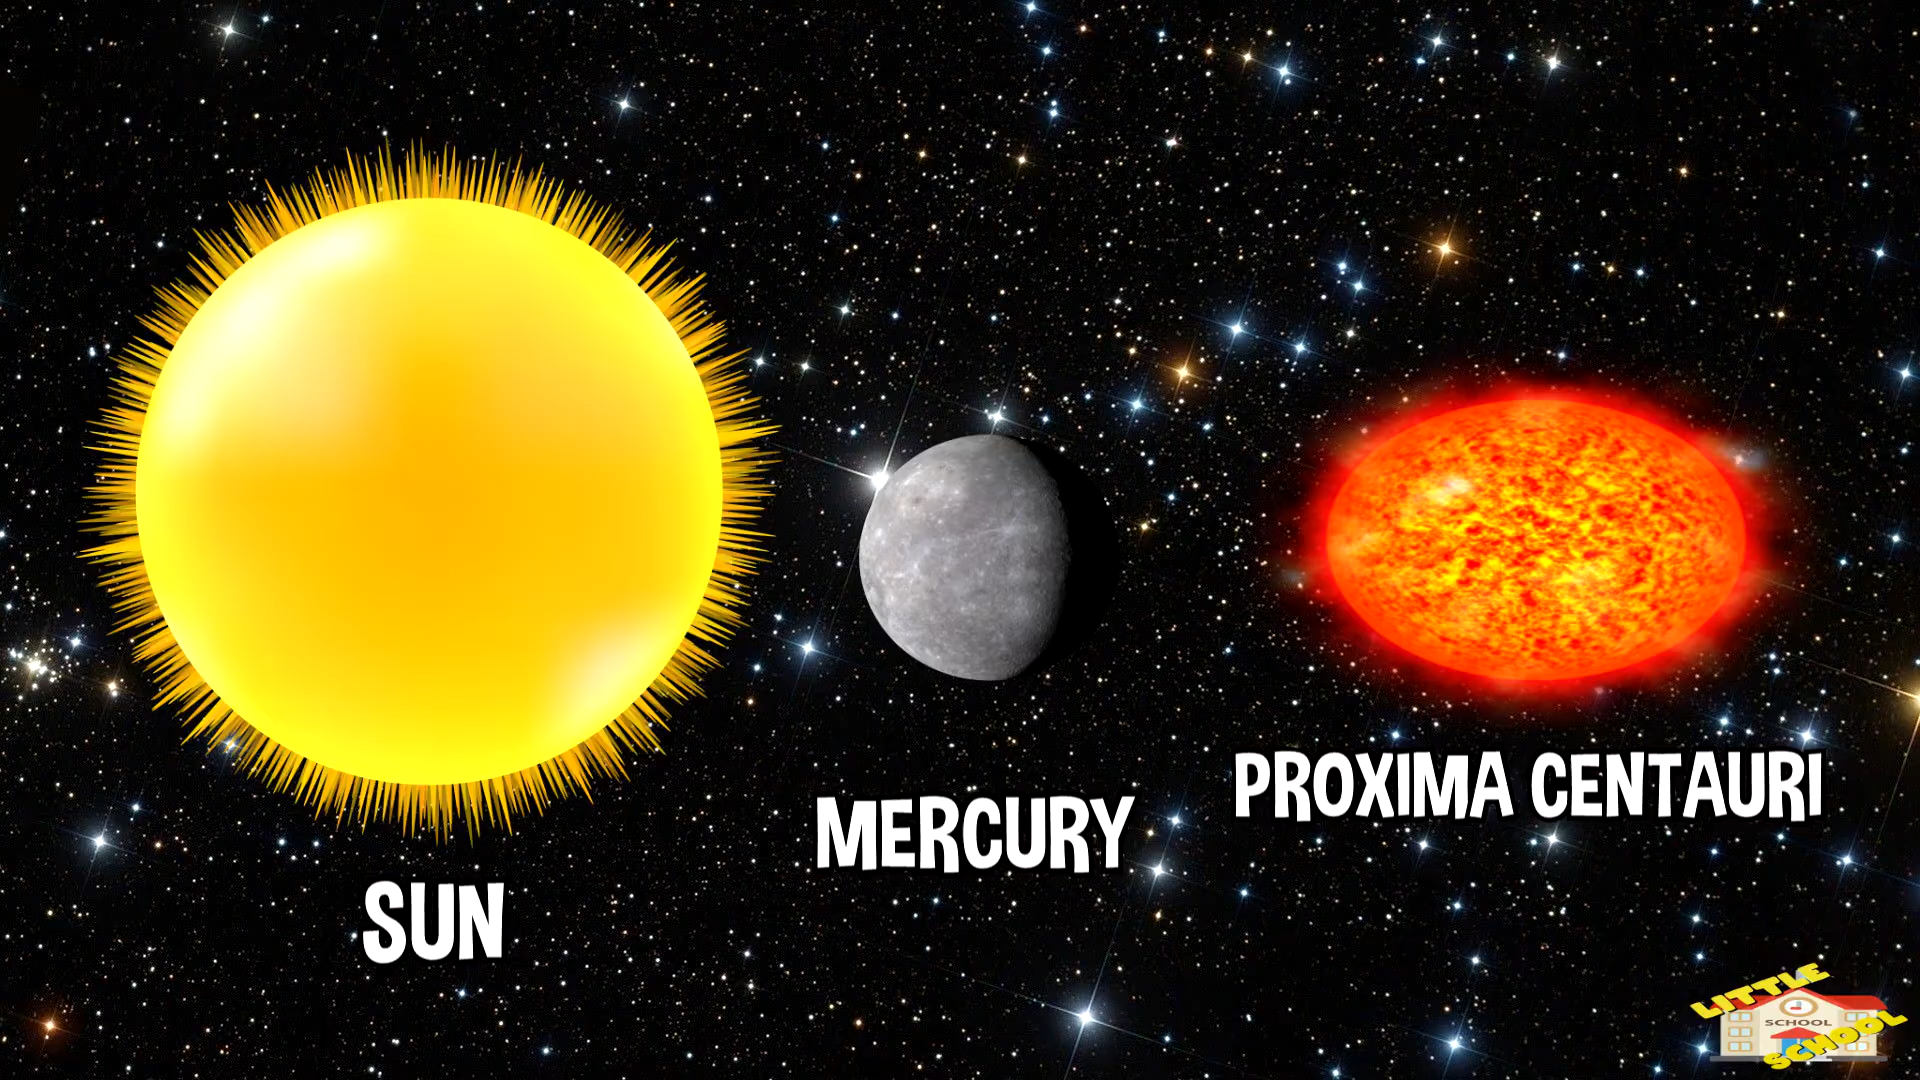 SUN
MERCURY
PROXIMA CENTAURI
LITTLE
SCHOOL
SCHOOL